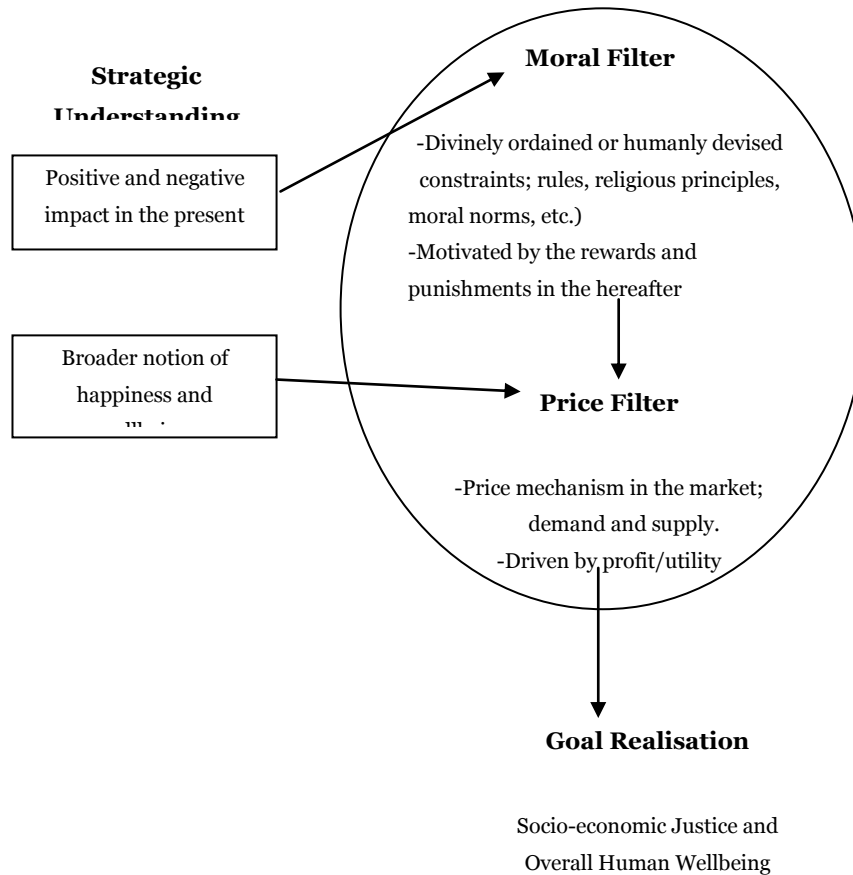 Strategic
Understanding
Positive and negative
impact in the present
Broader notion of
happiness and
Moral Filter
-Divinely ordained or humanly devised
constraints; rules, religious principles,
moral norms, etc.)
-Motivated by the rewards and
punishments in the hereafter
Price Filter
-Price mechanism in the market;
demand and supply.
-Driven by profit/utility
Goal Realisation
Socio-economic Justice and
Overall Human Wellbeing